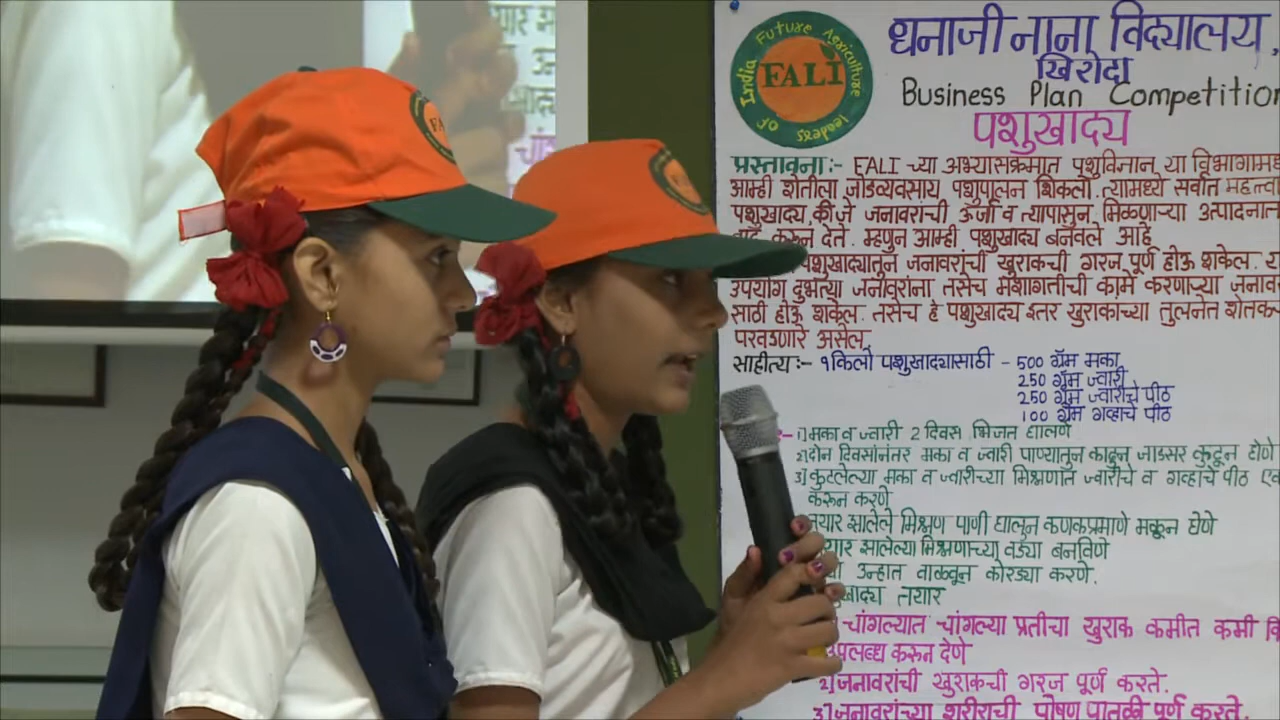 Future Agriculture
Leaders Of India
FALI
धनाजी नाना विद्यालय,
खिरोदा
Business Plan Competition
पशुखाद्य
प्रस्तावना:- FALI च्या अभ्यासक्रमात पशुविज्ञान या विभागामध
आम्ही शेतीला जोडव्यवसाय पशुपालन शिकलो. त्यामध्ये सर्वात महत्त्वा
पशुखाद्य, की जे जनावरांची ऊर्जा व त्यापासुन मिळणाऱ्या उत्पादनात
करून देते. म्हणुन आम्ही पशुखाद्य बनवले आहे
पशुखाद्यातुन जनावरांची खुराकची गरज पूर्ण होऊ शकेल.
उपयोग दुभत्या जनावरांना तसेच मशागतीची कामे करणाऱ्या जनाव
साठी होऊ शकेल. तसेच हे पशुखाद्य इतर खुराकाच्या तुलनेत शेतक
परवडणारे असेल.
साहीत्य:- १किलो पशुखाद्यासाठी - 500 ग्रॅम मका
250 ग्रॅम ज्वारी
250 ग्रॅम ज्वारीचे पीठ
100 ग्रॅम गव्हाचे पीठ
1) मका व ज्वारी 2 दिवस भिजत घालणे
2) दोन दिवसांनंतर मका व ज्वारी पाण्यातुन काढून जाडसर कुटून घेणे
3) कुटलेल्या मका व ज्वारीच्या मिश्रणात ज्वारीचे व गव्हाचे पीठ ए
करून करणे
तयार झालेले मिश्रण पाणी घालून कणकप्रमाणे मळून घेणे
झालेल्या मिश्रणाच्या वड्या बनविणे
उन्हात वाळवून कोरड्या करणे.
तयार
चांगल्यात चांगल्या प्रतीचा खुराक कमीत कमी
उपलब्ध करून देणे
2) जनावरांची खुराकची गरज पूर्ण करते.
3) जनावरांच्या शरीराची पोषण पातळी पूर्ण करते.